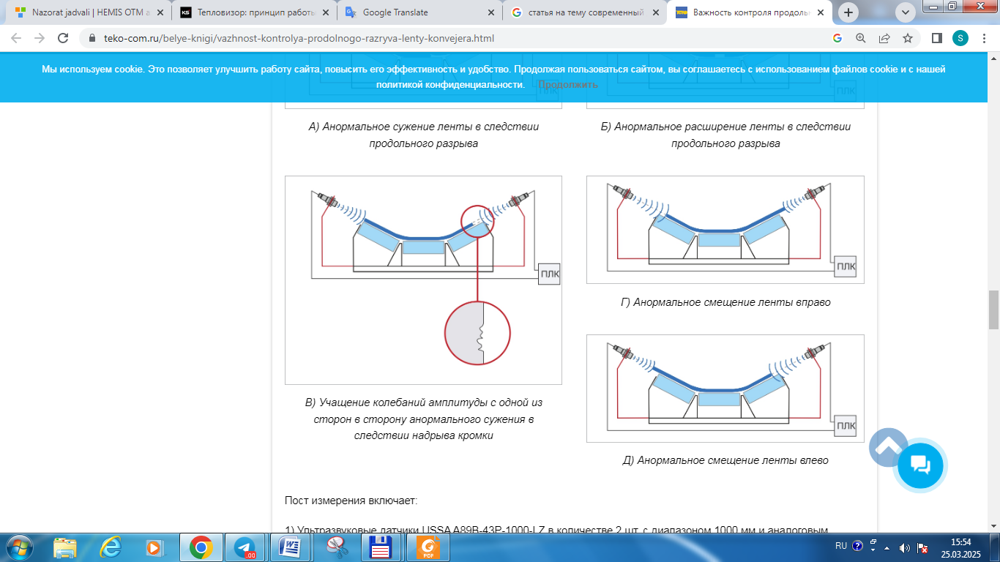 Nazorat jadvali | HEMIS OTM a
Тепловизор: принцип работы
Google Translate
статья на тему современный
Важность контроля продоль
teko-com.ru/belye-knigi/vazhnost-kontrolya-prodolnogo-razryva-lenty-konvejera.html
S
Мы используем cookie. Это позволяет улучшить работу сайта, повысить его эффективность и удобство. Продолжая пользоваться сайтом, вы соглашаетесь с использованием файлов cookie и с нашей
политикой конфиденциальности. Продолжить
ПЛК
ПЛК
А) Анормальное сужение ленты в следствии
продольного разрыва
Б) Анормальное расширение ленты в следствии
продольного разрыва
ПЛК
ПЛК
Г) Анормальное смещение ленты вправо
В) Учащение колебаний амплитуды с одной из
сторон в сторону анормального сужения в
следствии надрыва кромки
ПЛК
Д) Анормальное смещение ленты влево
Пост измерения включает:
1) Ультразвуковые датчики USSA A89B-43P-1000-LZ в количестве 2 шт. с диапазоном 1000 мм и аналоговым
.00
PDF
RU
15:54
25.03.2025